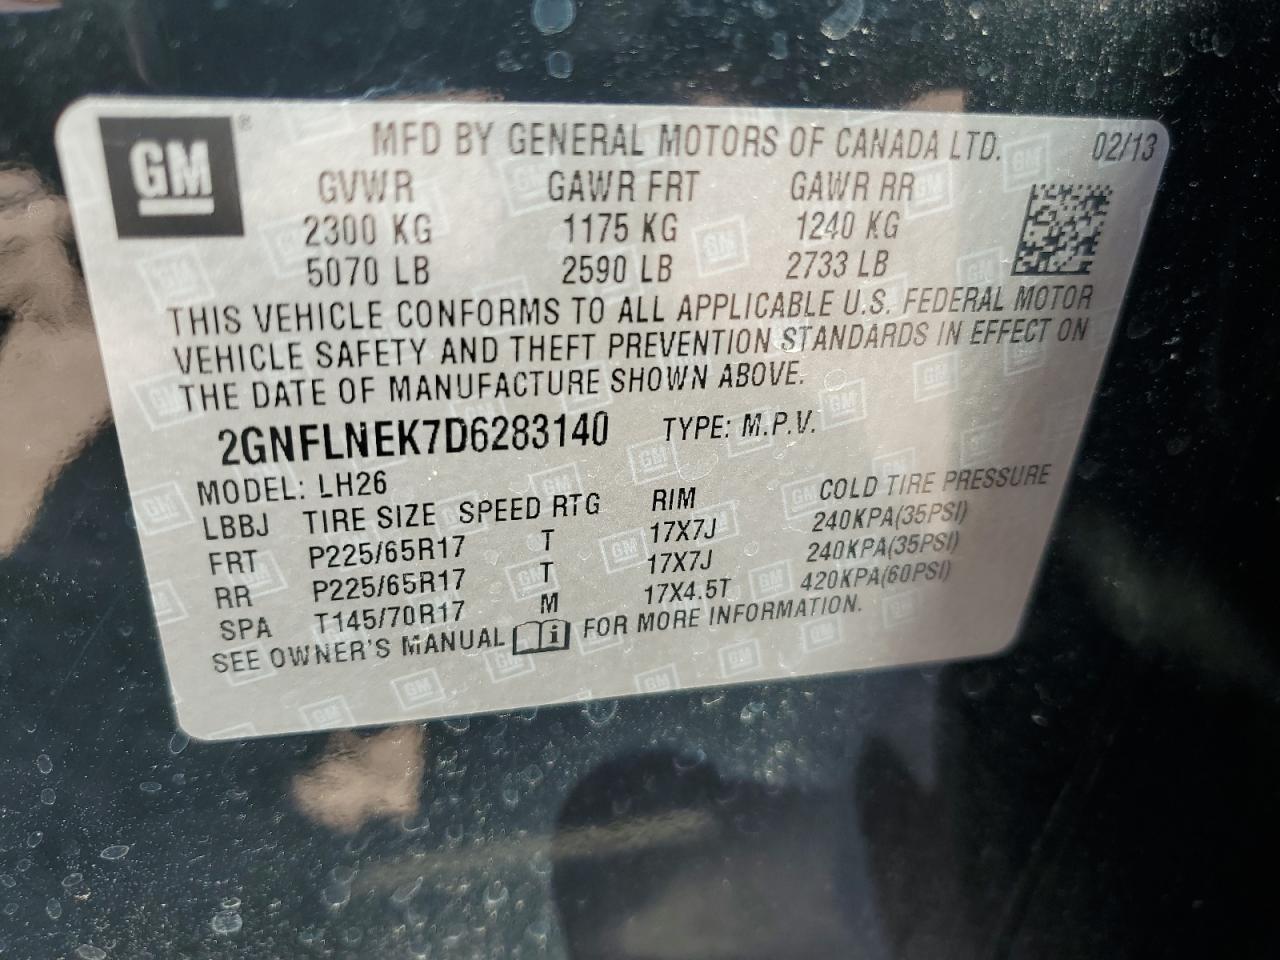 GM®
MFD BY GENERAL MOTORS OF CANADA LTD. 02/13
GVWR GAWR FRT GAWR RR
2300 KG 1175 KG 1240 KG
5070 LB 2590 LB 2733 LB
THIS VEHICLE CONFORMS TO ALL APPLICABLE U.S. FEDERAL MOTOR
VEHICLE SAFETY AND THEFT PREVENTION STANDARDS IN EFFECT ON
THE DATE OF MANUFACTURE SHOWN ABOVE.
2GNFLNEK7D6283140 TYPE: M.P.V.
MODEL: LH26
LBBJ TIRE SIZE SPEED RTG RIM COLD TIRE PRESSURE
FRT P225/65R17 T 17X7J 240KPA(35PSI)
RR P225/65R17 T 17X7J 240KPA(35PSI)
SPA T145/70R17 M 17X4.5T 420KPA(60PSI)
SEE OWNER'S MANUAL i FOR MORE INFORMATION.